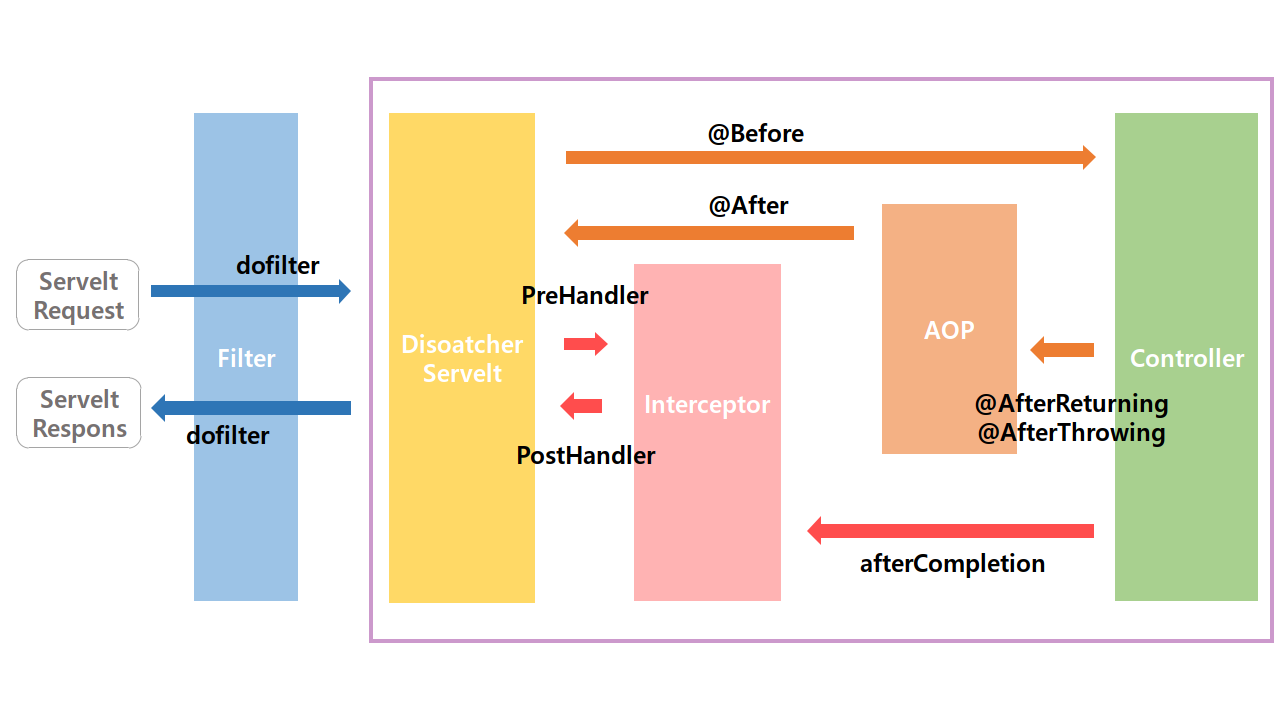 @Before
@After
dofilter
Servelt
Request
PreHandler
Filter
Disoatcher
Servelt
AOP
Controller
Interceptor
Servelt
Respons
dofilter
@AfterReturning
@AfterThrowing
PostHandler
afterCompletion